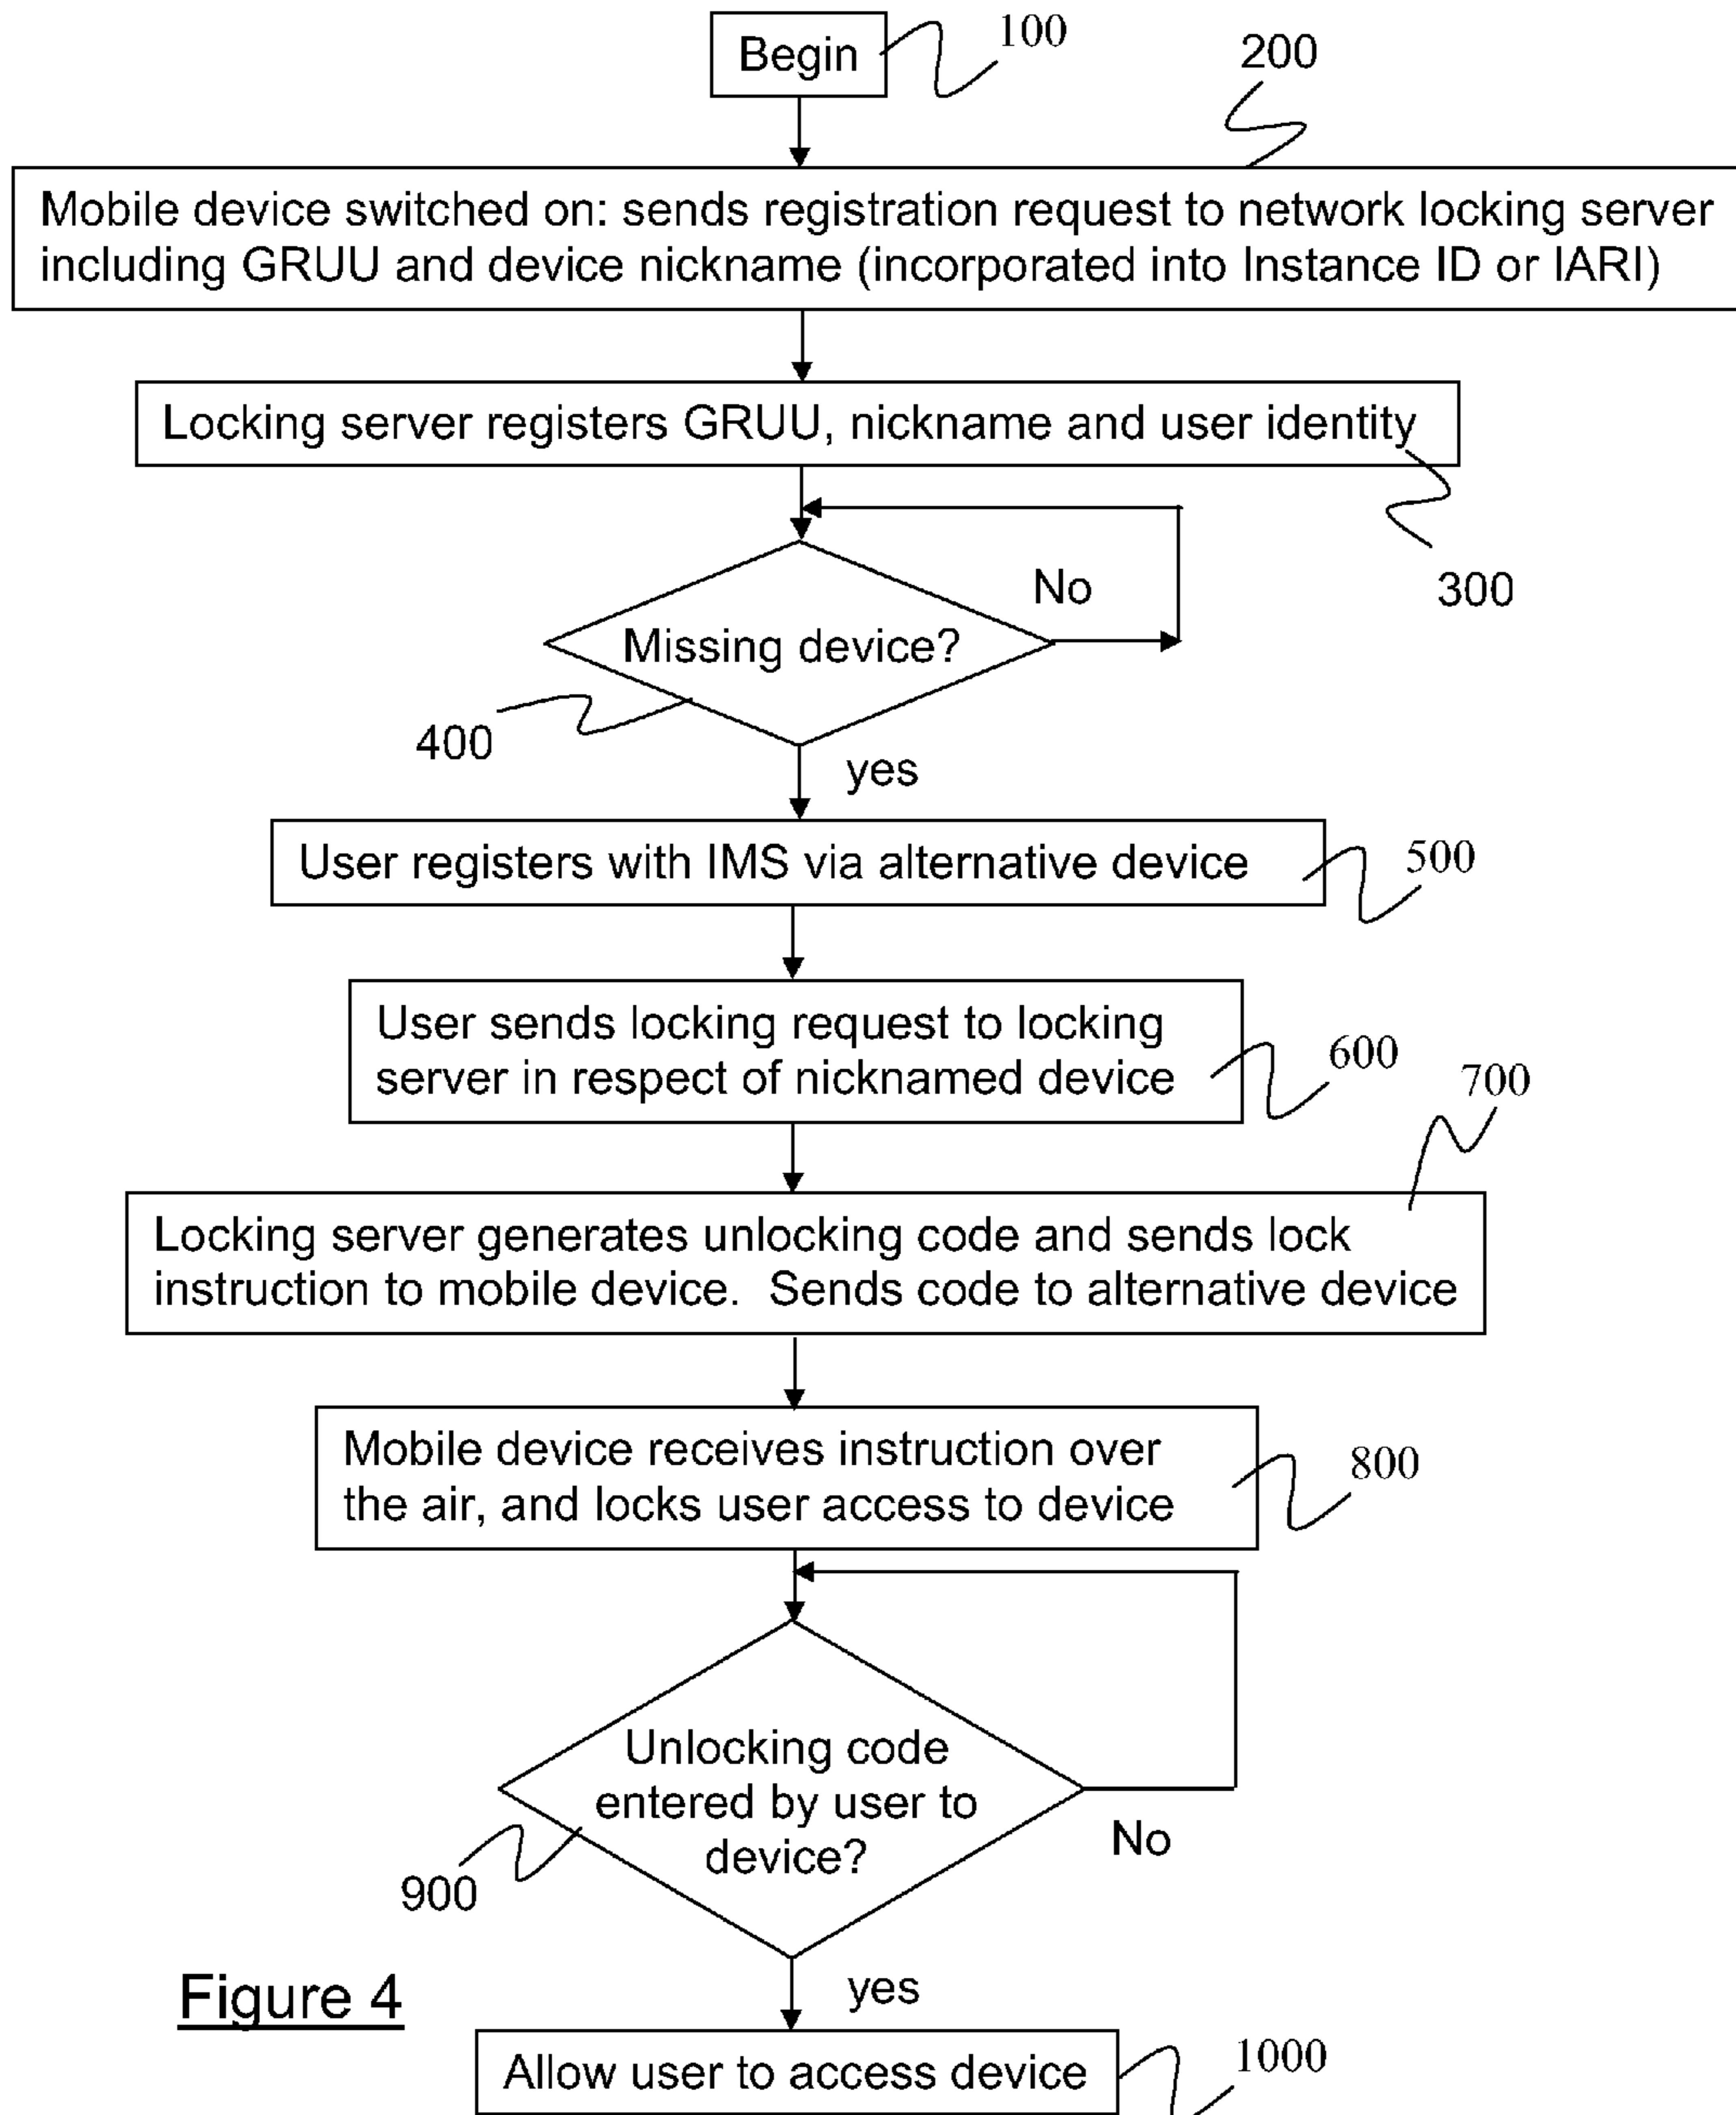 Begin
100
200
Mobile device switched on: sends registration request to network locking server
including GRUU and device nickname (incorporated into Instance ID or IARI)
Locking server registers GRUU, nickname and user identity
300
No
Missing device?
400
yes
User registers with IMS via alternative device
500
User sends locking request to locking
server in respect of nicknamed device
600
700
Locking server generates unlocking code and sends lock
instruction to mobile device. Sends code to alternative device
Mobile device receives instruction over
the air, and locks user access to device
800
Unlocking code
entered by user to
device?
No
900
yes
Figure 4
Allow user to access device
1000